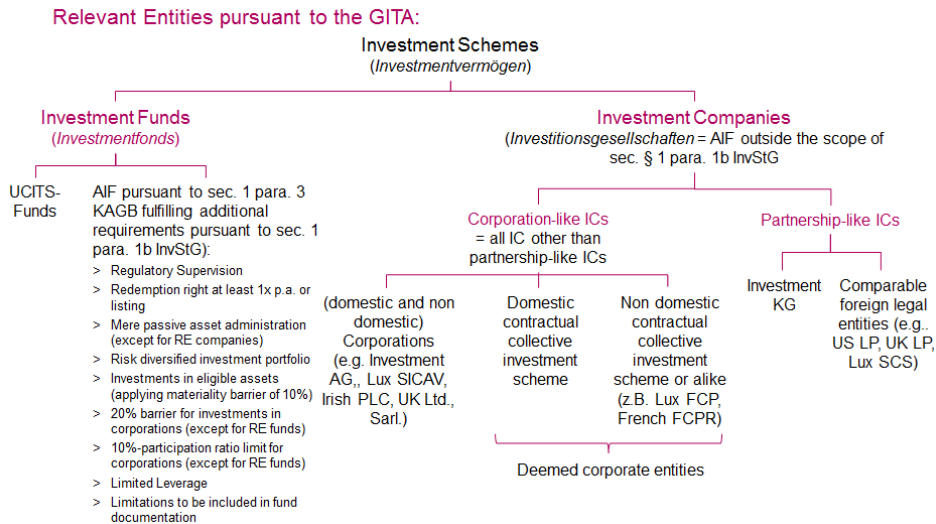 Relevant Entities pursuant to the GITA:
Investment Schemes
(Investmentvermögen)
Investment Funds
(Investmentfonds)
UCITS-
Funds
AIF pursuant to sec. 1 para. 3
KAGB fulfilling additional
requirements pursuant to sec. 1
para. 1b InvStG):
> Regulatory Supervision
> Redemption right at least 1x p.a. or
listing
> Mere passive asset administration
(except for RE companies)
> Risk diversified investment portfolio
> Investments in eligible assets
(applying materiality barrier of 10%)
> 20% barrier for investments in
corporations (except for RE funds)
> 10%-participation ratio limit for
corporations (except for RE funds)
> Limited Leverage
> Limitations to be included in fund
documentation
Investment Companies
(Investitionsgesellschaften = AIF outside the scope of
sec. § 1 para. 1b InvStG
Corporation-like ICs
= all IC other than
partnership-like ICs
(domestic and non
domestic)
Corporations
(e.g. Investment
AG,, Lux SICAV,
Irish PLC, UK Ltd.,
Sarl.)
Domestic
contractual
collective
investment
scheme
Non domestic
contractual
collective
investment
scheme or alike
(z.B. Lux FCP,
French FCPR)
Deemed corporate entities
Partnership-like ICs
Investment
KG
Comparable
foreign legal
entities (e.g..
US LP, UK LP,
Lux SCS)